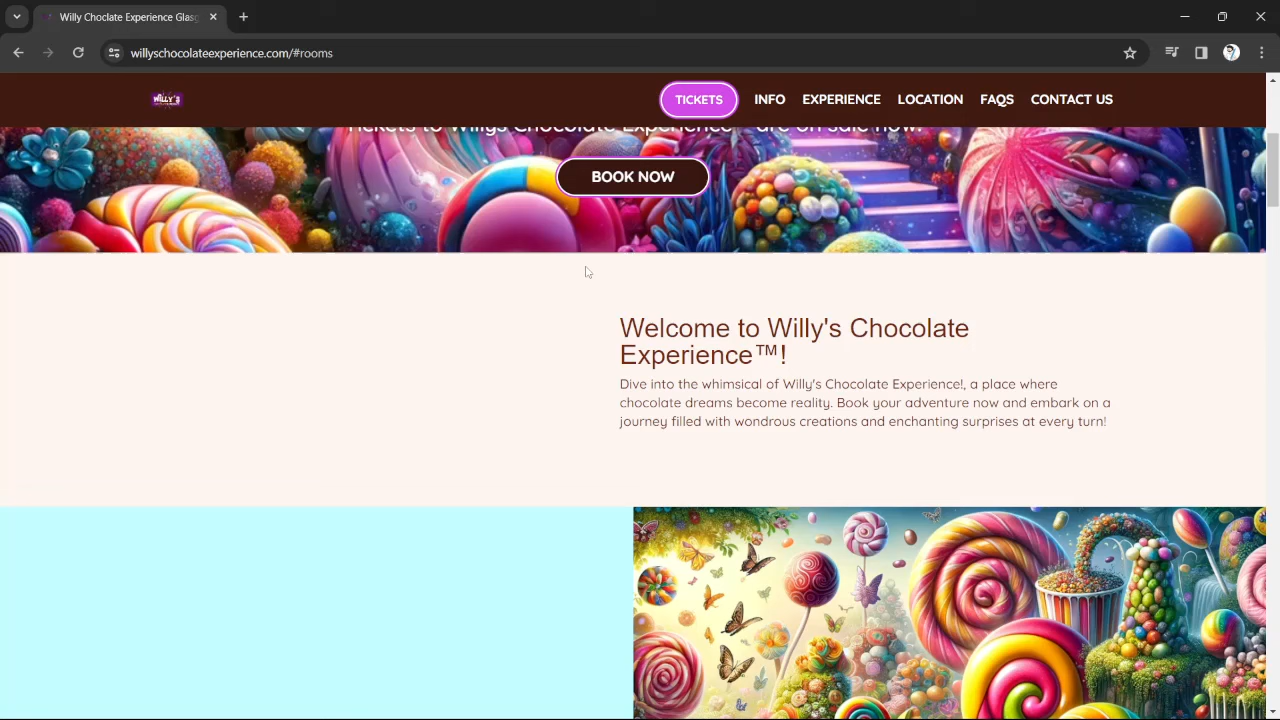 Willy Chocolate Experience Glasg
willyschocolateexperience.com/#rooms
WILLY'S
TICKETS
INFO
EXPERIENCE
LOCATION
FAQS
CONTACT US
Tickets to Willys Chocolate Experience™ are on sale now!
BOOK NOW
Welcome to Willy's Chocolate
Experience™!
Dive into the whimsical of Willy's Chocolate Experience!, a place where
chocolate dreams become reality. Book your adventure now and embark on a
journey filled with wondrous creations and enchanting surprises at every turn!